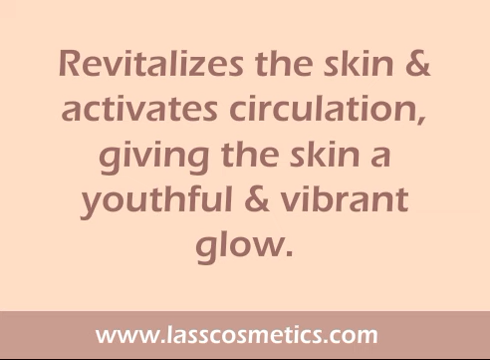 Revitalizes the skin &
activates circulation,
giving the skin a
youthful & vibrant
glow.
www.lasscosmetics.com